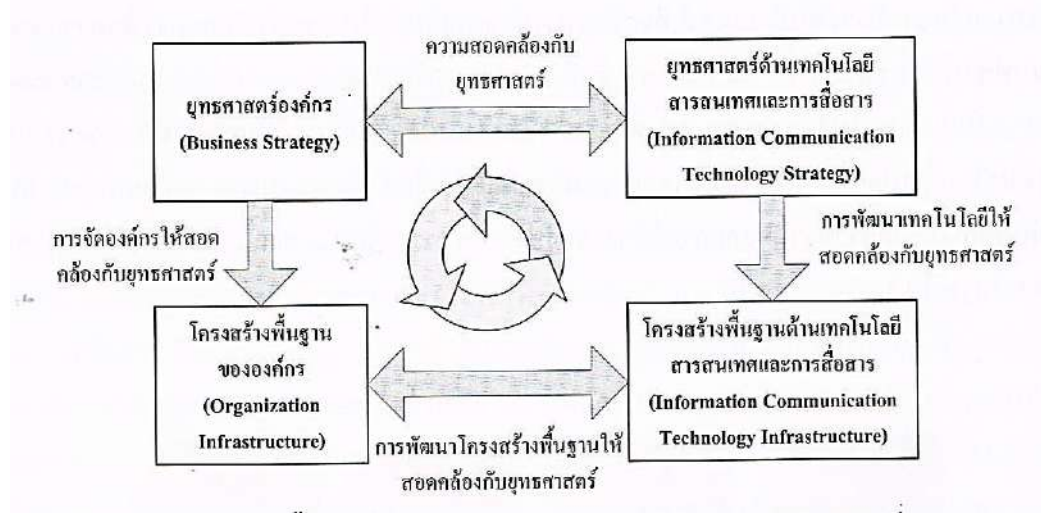 ความสอดคล้องกับ
ยุทธศาสตร์
ยุทธศาสตร์องค์กร
(Business Strategy)
ยุทธศาสตร์ด้านเทคโนโลยี
สารสนเทศและการสื่อสาร
(Information Communication
Technology Strategy)
การจัดองค์กรให้สอด
คล้องกับยุทธศาสตร์
การพัฒนาเทคโนโลยีให้
สอดคล้องกับยุทธศาสตร์
โครงสร้างพื้นฐาน
ขององค์กร
(Organization
Infrastructure)
โครงสร้างพื้นฐานด้านเทคโนโลยี
สารสนเทศและการสื่อสาร
(Information Communication
Technology Infrastructure)
การพัฒนาโครงสร้างพื้นฐานให้
สอดคล้องกับยุทธศาสตร์